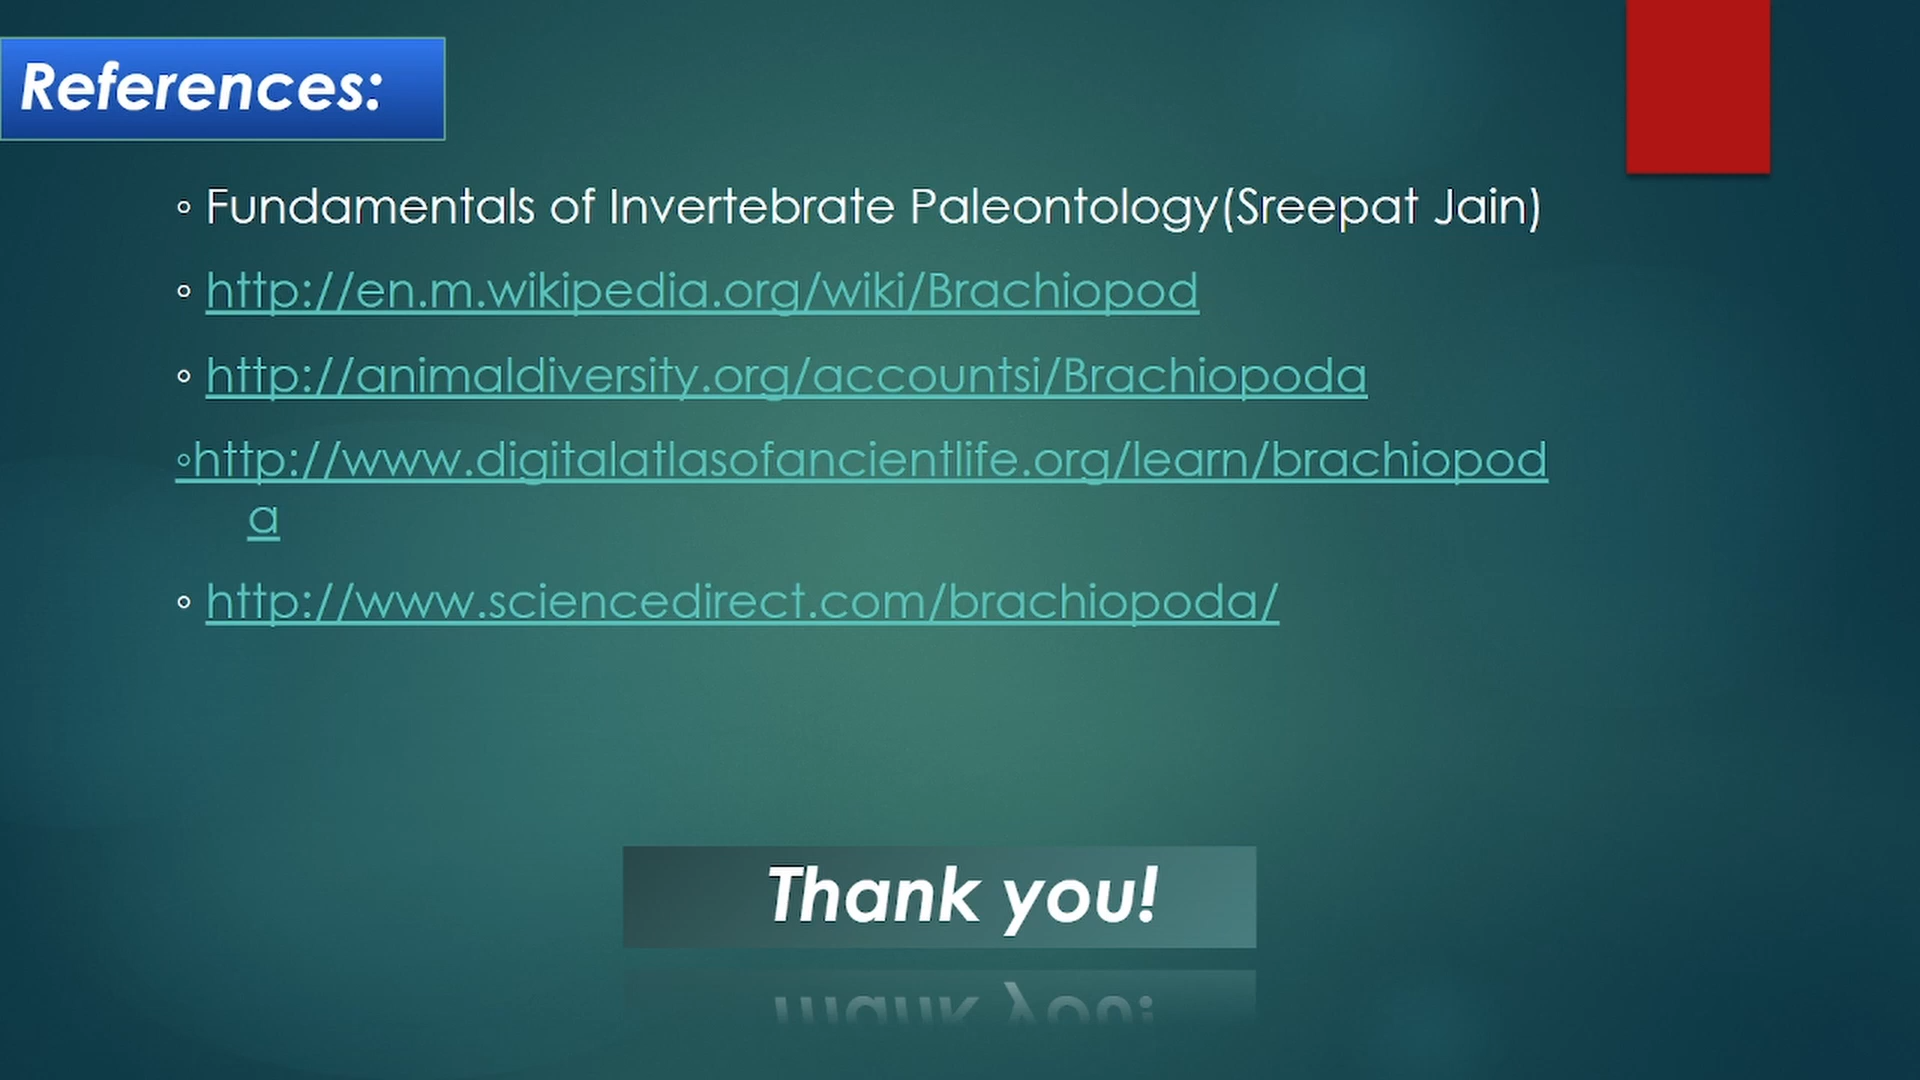 References:
◦ Fundamentals of Invertebrate Paleontology(Sreepat Jain)
◦ http://en.m.wikipedia.org/wiki/Brachiopod
◦ http://animaldiversity.org/accountsi/Brachiopoda
◦http://www.digitalatlasofancientlife.org/learn/brachiopod
a
◦ http://www.sciencedirect.com/brachiopoda/
Thank you!